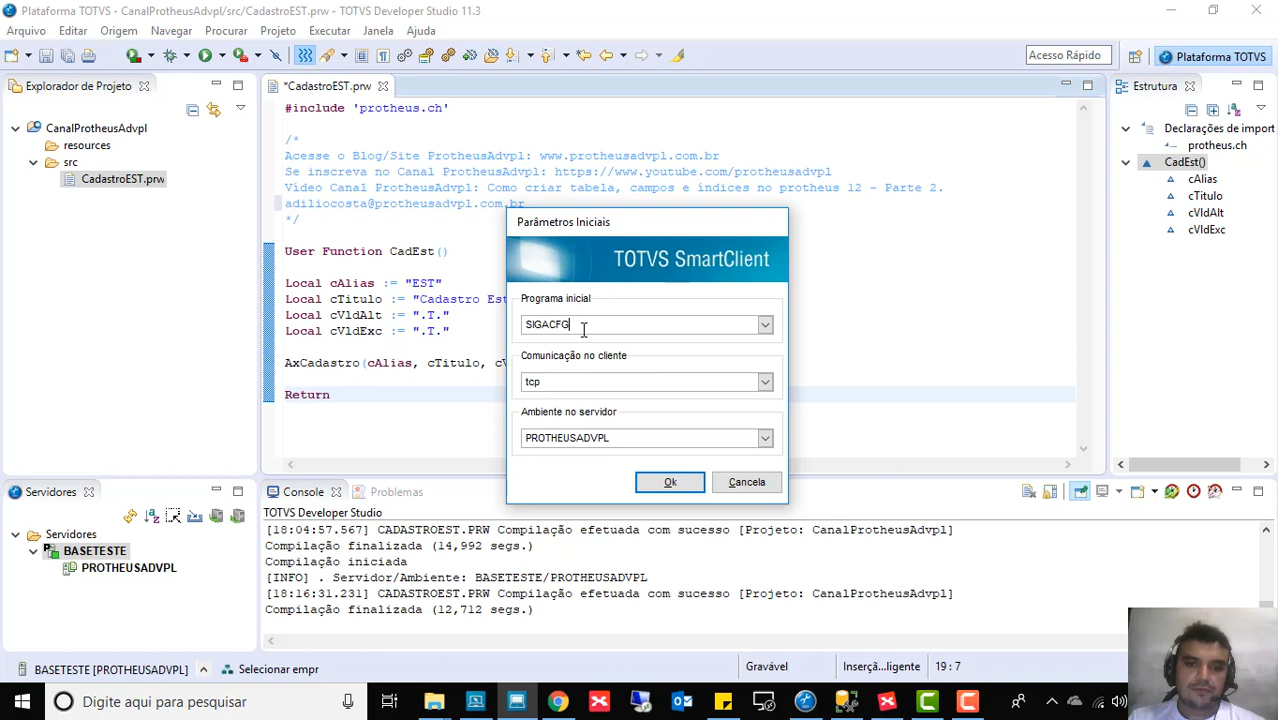 Plataforma TOTVS - CanalProtheusAdvpl/src/CadastroEST.prw - TOTVS Developer Studio 11.3
Arquivo Editar Origem Navegar Procurar Projeto Executar Janela Ajuda
Acesso Rápido
Plataforma TOTVS
Explorador de Projeto
CanalProtheusAdvpl
resources
src
CadastroEST.prw
*CadastroEST.prw
#include 'protheus.ch'
/*
Acesse o Blog/Site ProtheusAdvpl: www.protheusadvpl.com.br
Se inscreva no Canal ProtheusAdvpl: https://www.youtube.com/protheusadvpl
Vídeo Canal ProtheusAdvpl: Como criar tabela, campos e índices no protheus 12 - Parte 2.
adiliocosta@protheusadvpl.com.br
*/
User Function CadEst()
Local cAlias := "EST"
Local cTitulo := "Cadastro Est
Local cVldAlt := ".T."
Local cVldExc := ".T."
AxCadastro(cAlias, cTitulo, cV
Return
Parâmetros Iniciais
TOTVS SmartClient
Programa inicial
SIGACFG
Comunicação no cliente
tcp
Ambiente no servidor
PROTHEUSADVPL
Ok Cancela
Estrutura
Declarações de import
protheus.ch
CadEst()
cAlias
cTitulo
cVldAlt
cVldExc
Servidores
Servidores
BASETESTE
PROTHEUSADVPL
Console Problemas
TOTVS Developer Studio
[18:04:57.567] CADASTROEST.PRW Compilação efetuada com sucesso [Projeto: CanalProtheusAdvpl]
Compilação finalizada (14,992 segs.)
Compilação iniciada
[INFO] . Servidor/Ambiente: BASETESTE/PROTHEUSADVPL
[18:16:31.231] CADASTROEST.PRW Compilação efetuada com sucesso [Projeto: CanalProtheusAdvpl]
Compilação finalizada (12,712 segs.)
BASETESTE [PROTHEUSADVPL] Selecionar empr Gravável Inserçã...ligente 19 : 7
Digite aqui para pesquisar